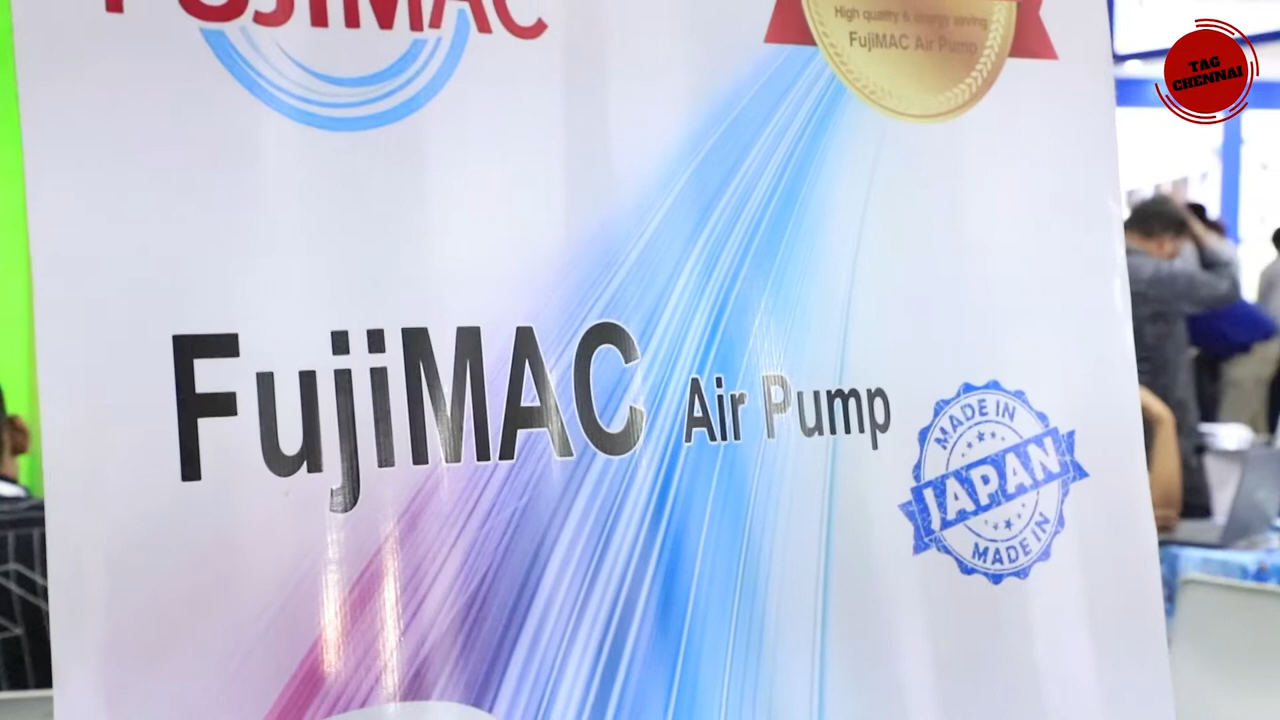 FUJIMAC
High quality & energy saving
FujiMAC Air Pump
TAG
CHENNAI
FujiMAC Air Pump
MADE IN
JAPAN
MADE IN